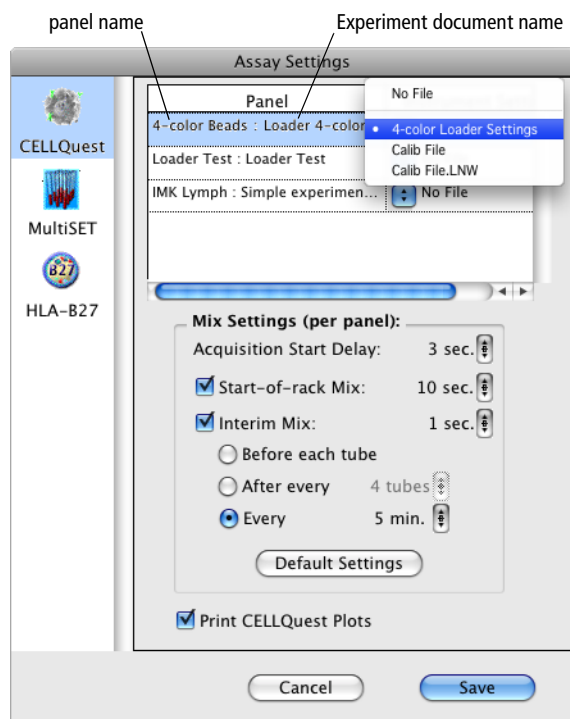 panel name
Experiment document name
Assay Settings
CELLQuest
MultiSET
B27
HLA-B27
Panel
No File
4-color Loader Settings
Calib File
Calib File.LNW
4-color Beads : Loader 4-color
Loader Test : Loader Test
IMK Lymph : Simple experimen... No File
Mix Settings (per panel):
Acquisition Start Delay: 3 sec.
Start-of-rack Mix: 10 sec.
Interim Mix: 1 sec.
Before each tube
After every 4 tubes
Every 5 min.
Default Settings
Print CELLQuest Plots
Cancel
Save